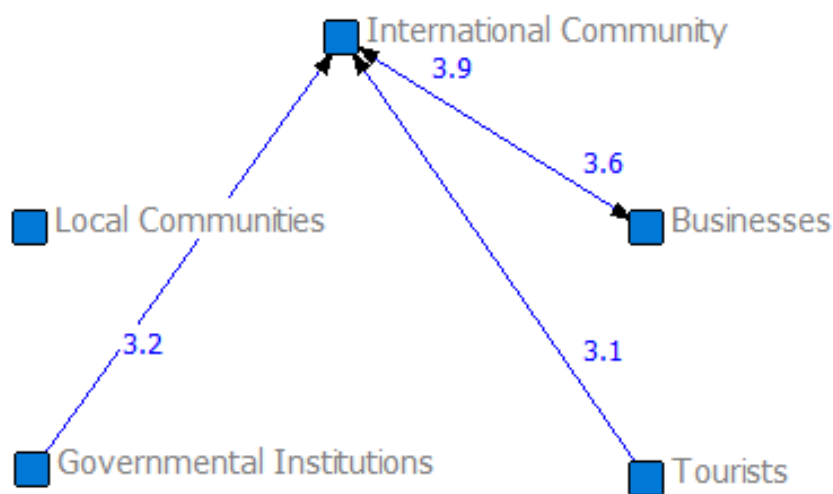 International Community
3.9
3.6
Local Communities
Businesses
3.2
3.1
Governmental Institutions
Tourists